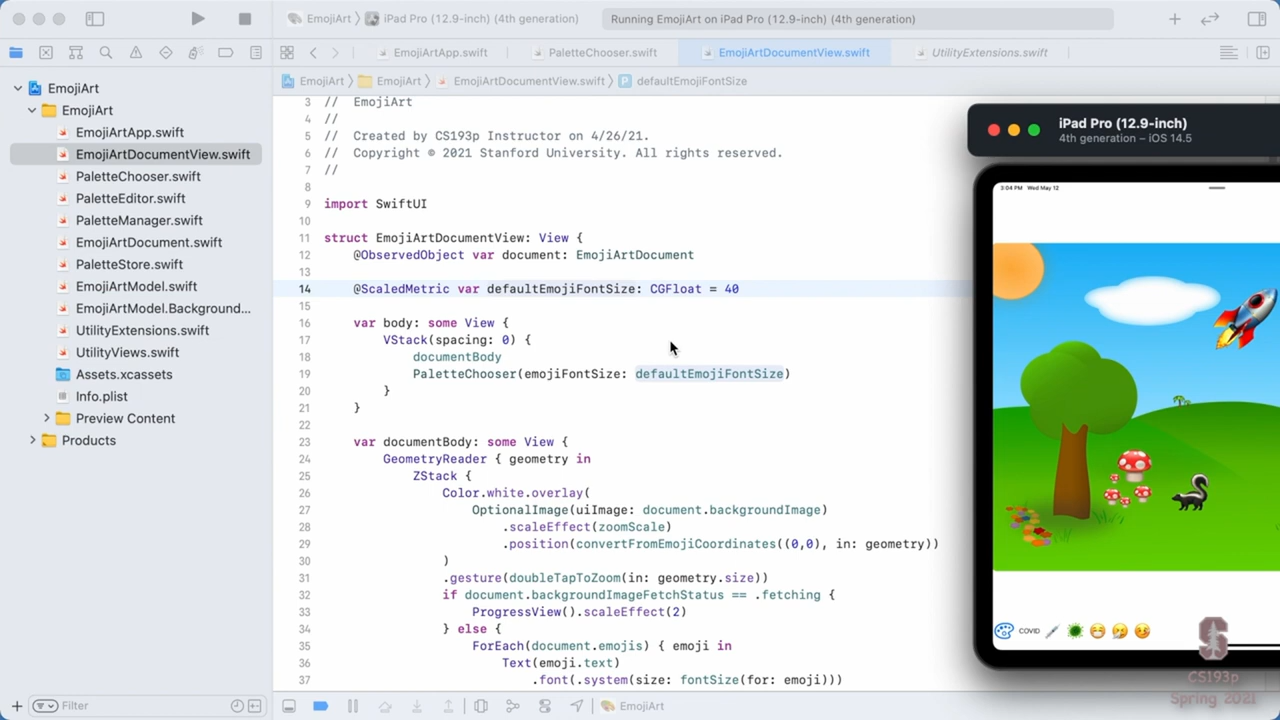 EmojiArt
iPad Pro (12.9-inch) (4th generation)
Running EmojiArt on iPad Pro (12.9-inch) (4th generation)
EmojiArtApp.swift
PaletteChooser.swift
EmojiArtDocumentView.swift
UtilityExtensions.swift
EmojiArt
EmojiArt
EmojiArtDocumentView.swift
defaultEmojiFontSize
EmojiArt
EmojiArt
EmojiArtApp.swift
EmojiArtDocumentView.swift
PaletteChooser.swift
PaletteEditor.swift
PaletteManager.swift
EmojiArtDocument.swift
PaletteStore.swift
EmojiArtModel.swift
EmojiArtModel.Background...
UtilityExtensions.swift
UtilityViews.swift
Assets.xcassets
Info.plist
Preview Content
Products
Filter
3 //  EmojiArt
4 //
5 //  Created by CS193p Instructor on 4/26/21.
6 //  Copyright © 2021 Stanford University. All rights reserved.
7 //
8
9 import SwiftUI
10
11 struct EmojiArtDocumentView: View {
12     @ObservedObject var document: EmojiArtDocument
13
14     @ScaledMetric var defaultEmojiFontSize: CGFloat = 40
15
16     var body: some View {
17         VStack(spacing: 0) {
18             documentBody
19             PaletteChooser(emojiFontSize: defaultEmojiFontSize)
20         }
21     }
22
23     var documentBody: some View {
24         GeometryReader { geometry in
25             ZStack {
26                 Color.white.overlay(
27                     OptionalImage(uiImage: document.backgroundImage)
28                         .scaleEffect(zoomScale)
29                         .position(convertFromEmojiCoordinates((0,0), in: geometry))
30                 )
31                 .gesture(doubleTapToZoom(in: geometry.size))
32                 if document.backgroundImageFetchStatus == .fetching {
33                     ProgressView().scaleEffect(2)
34                 } else {
35                     ForEach(document.emojis) { emoji in
36                         Text(emoji.text)
37                             .font(.system(size: fontSize(for: emoji)))
EmojiArt
iPad Pro (12.9-inch)
4th generation – iOS 14.5
3:04 PM Wed May 12
COVID
CS193p
Spring 2021